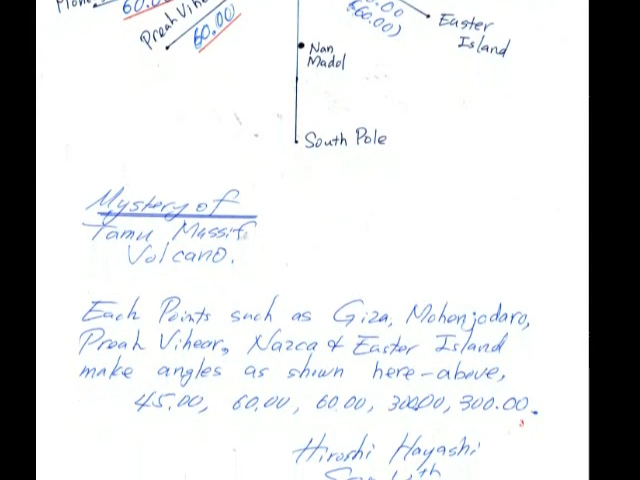 60.00
Preah Vihear
60.00
(60.00)
Easter
Island
Nan
Madol
South Pole
Mystery of
Tamu Massif
Volcano.
Each Points such as Giza, Mohenjodaro,
Preah Vihear, Nazca & Easter Island
make angles as shown here-above,
45.00, 60.00, 60.00, 300.00, 300.00.
Hiroshi Hayashi